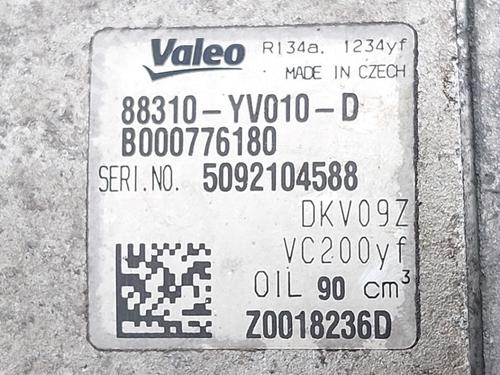 Valeo R134a, 1234yf
MADE IN CZECH
88310-YV010-D
B000776180
SERI.NO. 5092104588
DKV09Z
VC200yf
OIL 90 cm³
Z0018236D